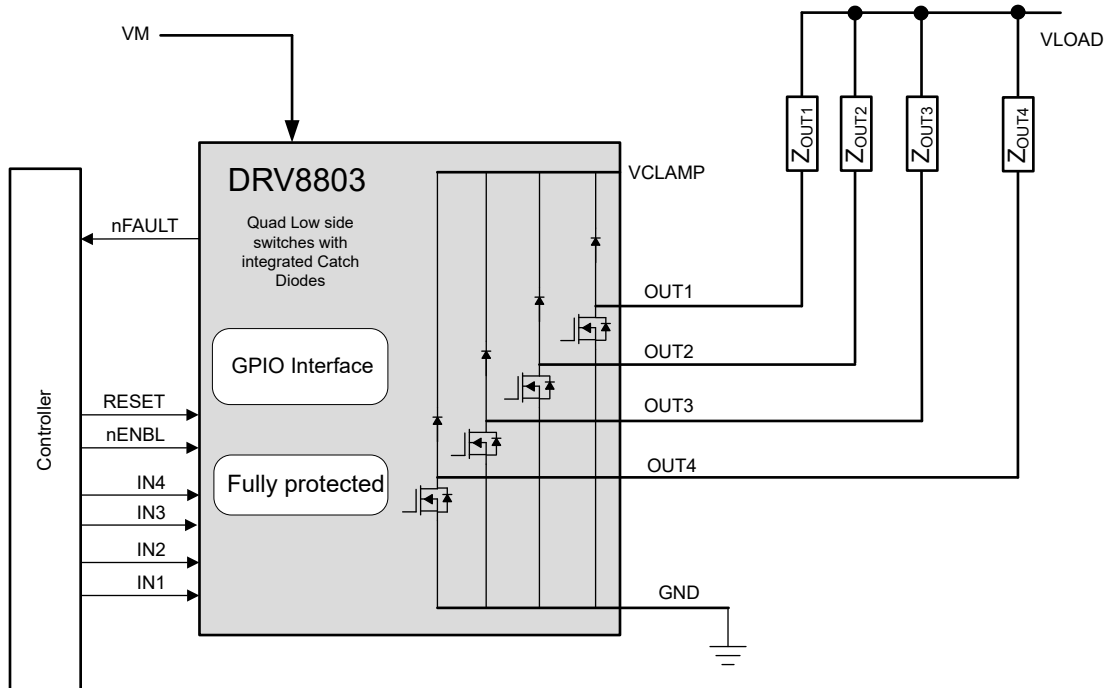 VM
VLOAD
ZOUT1
ZOUT2
ZOUT3
ZOUT4
DRV8803
Quad Low side
switches with
integrated Catch
Diodes
VCLAMP
nFAULT
OUT1
OUT2
OUT3
OUT4
GPIO Interface
Fully protected
Controller
RESET
nENBL
IN4
IN3
IN2
IN1
GND